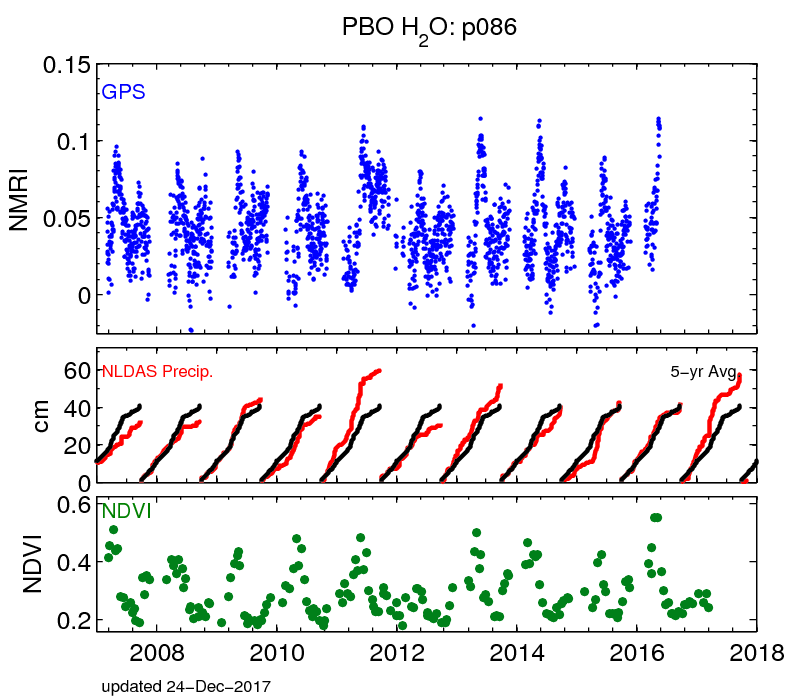 PBO H2O: p086
0.15
GPS
0.1
0.05
0
NMRI
NLDAS Precip. 5-yr Avg.
60
40
20
0
cm
0.6
NDVI
0.4
0.2
NDVI
2008 2010 2012 2014 2016 2018
updated 24-Dec-2017